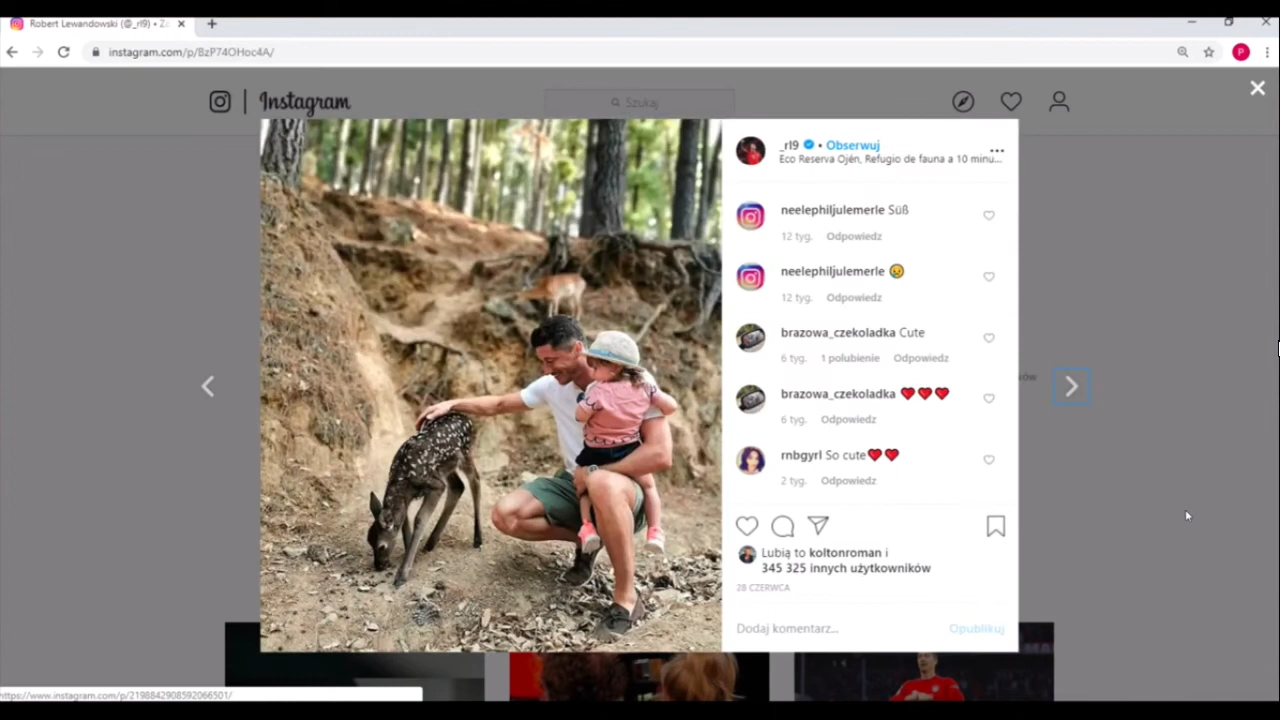 Robert Lewandowski (@_rl9) •
instagram.com/p/BzP74OHoc4A/
P
Instagram
Szukaj
_rl9 • Obserwuj
Eco Reserva Ojén, Refugio de fauna a 10 minu...
neelephiljulemerle Süß
12 tyg. Odpowiedz
neelephiljulemerle 😢
12 tyg. Odpowiedz
brazowa_czekoladka Cute
6 tyg. 1 polubienie Odpowiedz
brazowa_czekoladka ❤️❤️❤️
6 tyg. Odpowiedz
rnbgyrl So cute❤️❤️
2 tyg. Odpowiedz
Lubią to koltonroman i
345 325 innych użytkowników
28 CZERWCA
Dodaj komentarz...
Opublikuj
https://www.instagram.com/p/2198842908592066501/